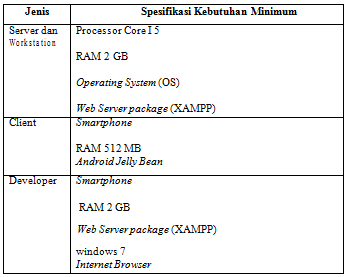 Jenis Spesifikasi Kebutuhan Minimum
Server dan Processor Core I 5
Workstation
RAM 2 GB
Operating System (OS)
Web Server package (XAMPP)
Client Smartphone
RAM 512 MB
Android Jelly Bean
Developer Smartphone
RAM 2 GB
Web Server package (XAMPP)
windows 7
Internet Browser